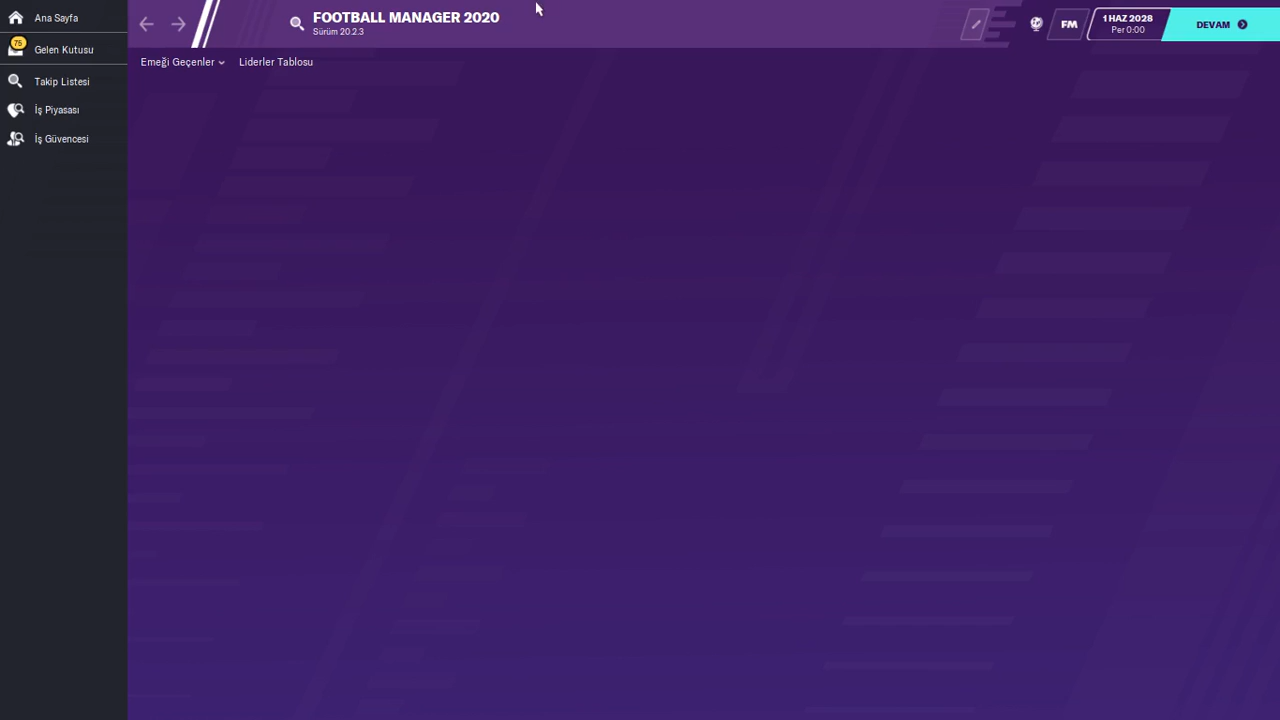 Ana Sayfa
75
Gelen Kutusu
Takip Listesi
İş Piyasası
İş Güvencesi
FOOTBALL MANAGER 2020
Sürüm 20.2.3
FM
1 HAZ 2028
Per 0:00
DEVAM
Emeği Geçenler
Liderler Tablosu